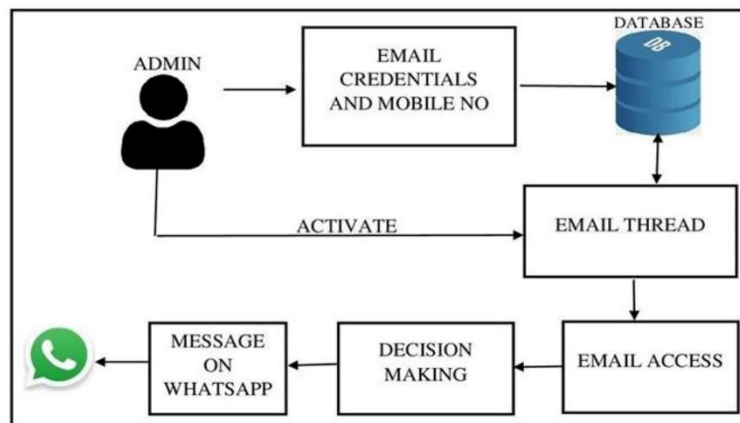 DATABASE
DB
ADMIN
EMAIL
CREDENTIALS
AND MOBILE NO
ACTIVATE
EMAIL THREAD
MESSAGE
ON
WHATSAPP
DECISION
MAKING
EMAIL ACCESS